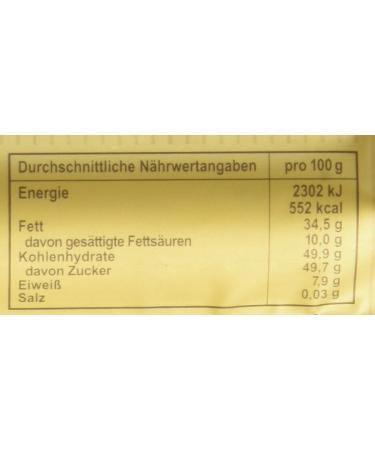 Durchschnittliche Nährwertangaben pro 100 g
Energie 2302 kJ
552 kcal
Fett 34,5 g
davon gesättigte Fettsäuren 10,0 g
Kohlenhydrate 49,9 g
davon Zucker 49,7 g
Eiweiß 7,9 g
Salz 0,03 g